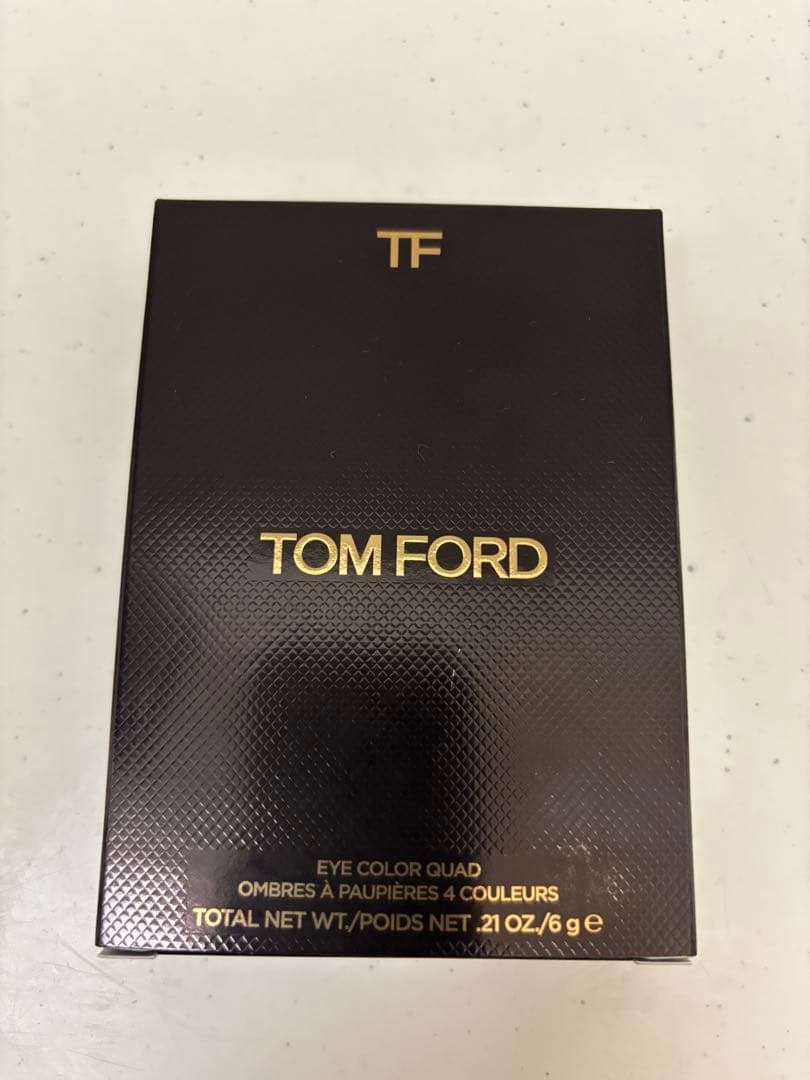 TF
TOM FORD
EYE COLOR QUAD
OMBRES À PAUPIÈRES 4 COULEURS
TOTAL NET WT./POIDS NET .21 OZ./6 g ℮